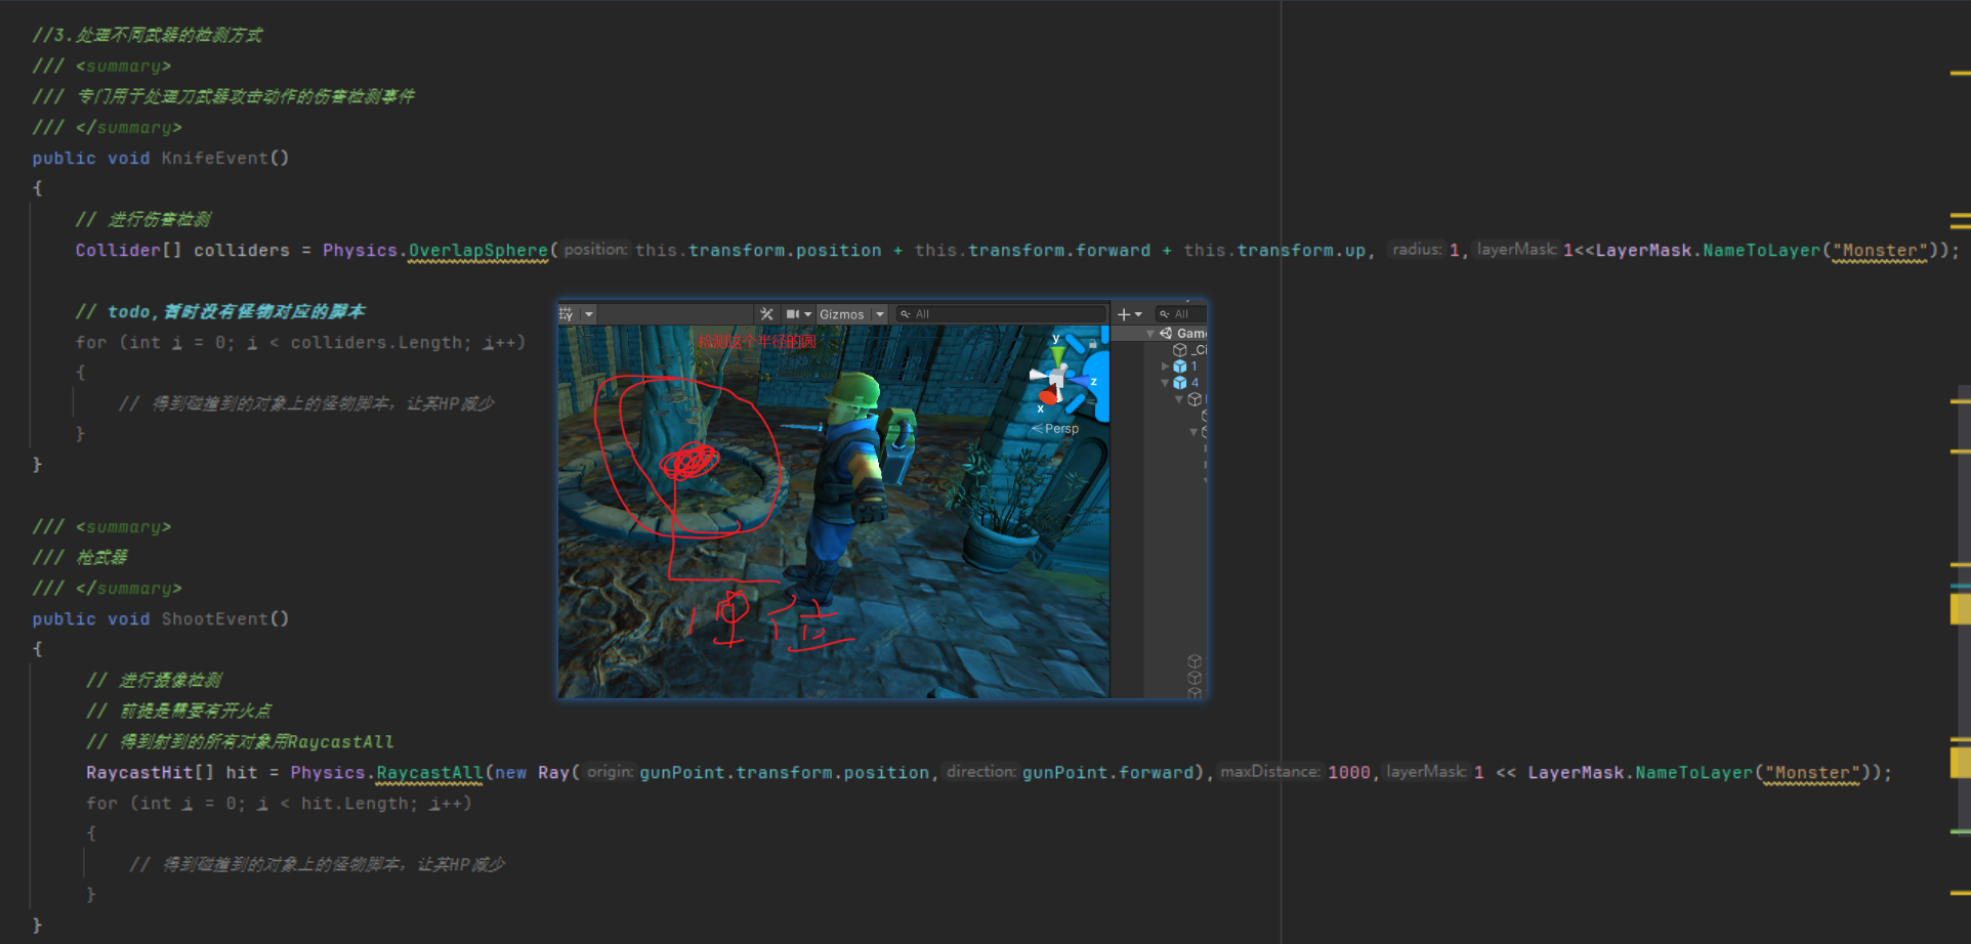 //3.处理不同武器的检测方式
/// <summary>
/// 专门用于处理刀武器攻击动作的伤害检测事件
/// </summary>
public void KnifeEvent()
{
// 进行伤害检测
Collider[] colliders = Physics.OverlapSphere( position: this.transform.position + this.transform.forward + this.transform.up, radius: 1, layerMask: 1<<LayerMask.NameToLayer("Monster"));
// todo,暂时没有怪物对应的脚本
for (int i = 0; i < colliders.Length; i++)
{
// 得到碰撞到的对象上的怪物脚本, 让其HP减少
}
}
/// <summary>
/// 枪武器
/// </summary>
public void ShootEvent()
{
// 进行摄像检测
// 前提是需要有开火点
// 得到射到的所有对象用RaycastAll
RaycastHit[] hit = Physics.RaycastAll(new Ray( origin: gunPoint.transform.position, direction: gunPoint.forward), maxDistance: 1000, layerMask: 1 << LayerMask.NameToLayer("Monster"));
for (int i = 0; i < hit.Length; i++)
{
// 得到碰撞到的对象上的怪物脚本, 让其HP减少
}
}
Gizmos
All
All
检测这个半径的圆
Game
_Ci
1
4
y
z
x
Persp
1单位